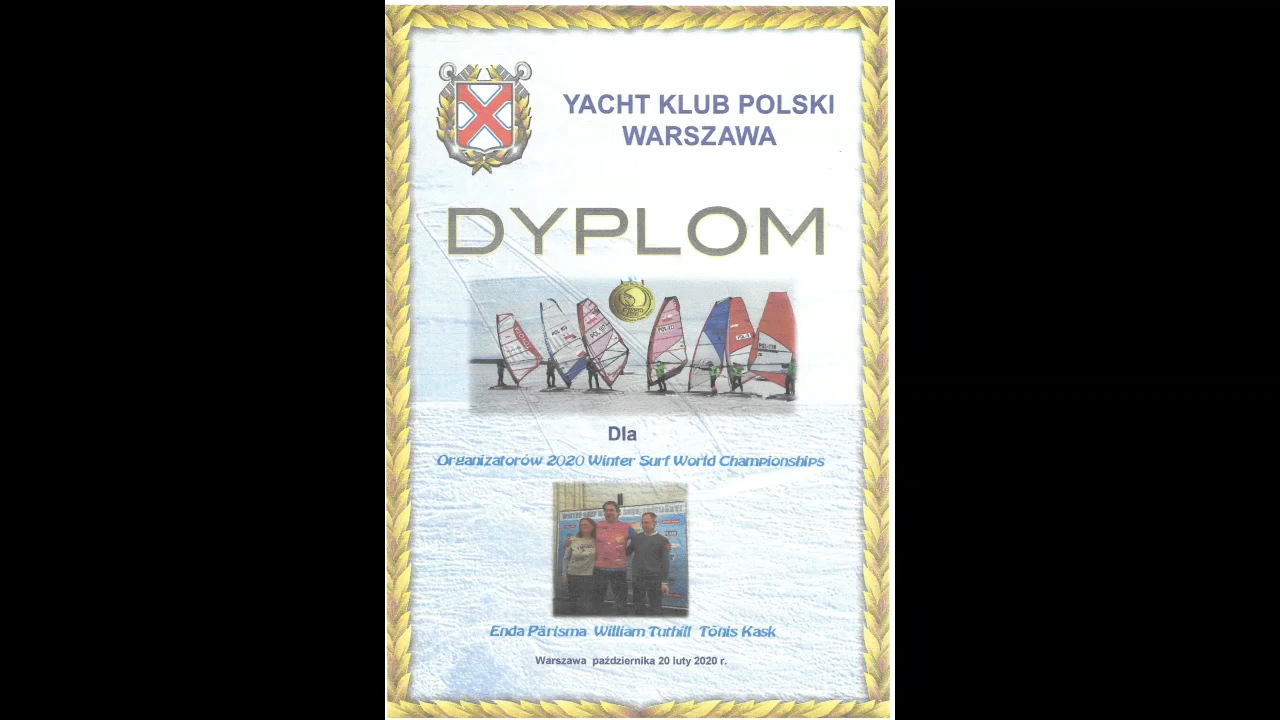 YACHT KLUB POLSKI
WARSZAWA
DYPLOM
Dla
Organizatorów 2020 Winter Surf World Championships
Enda Pärisma William Tuthill Tõnis Kask
Warszawa października 20 luty 2020 r.